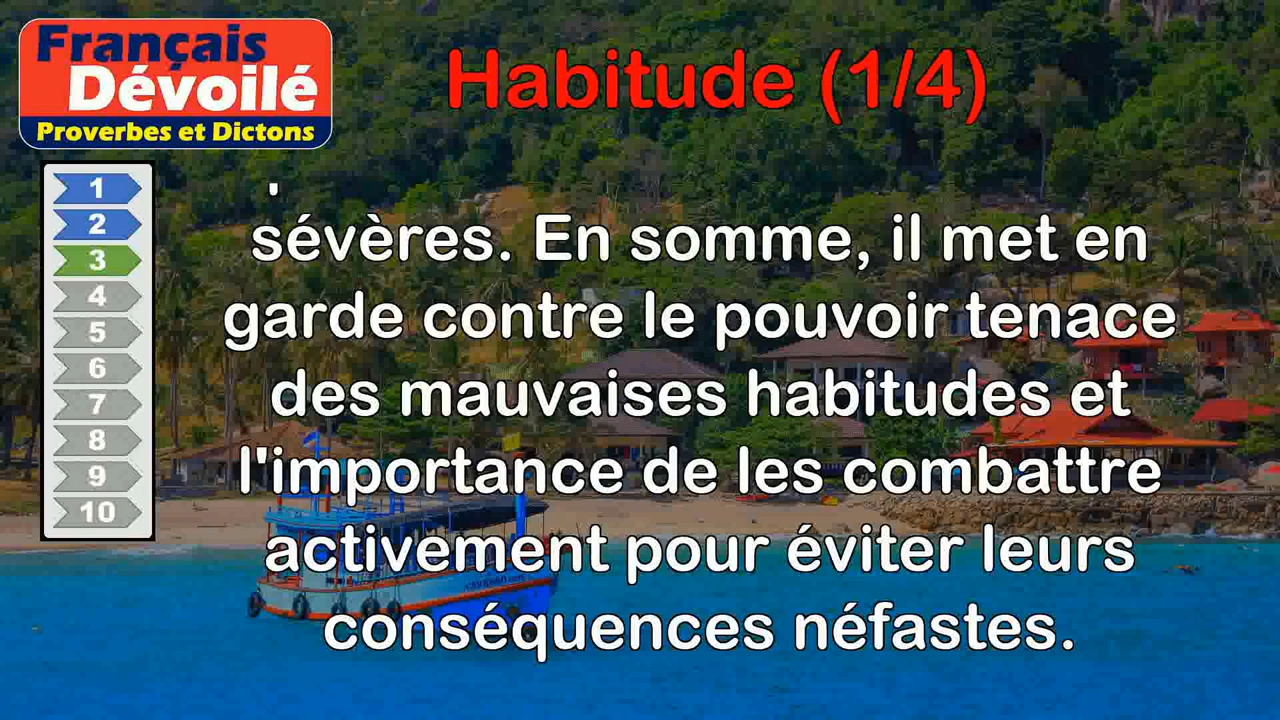 Français
Dévoilé
Proverbes et Dictons
Habitude (1/4)
1
2
3
4
5
6
7
8
9
10
sévères. En somme, il met en
garde contre le pouvoir tenace
des mauvaises habitudes et
l'importance de les combattre
activement pour éviter leurs
conséquences néfastes.